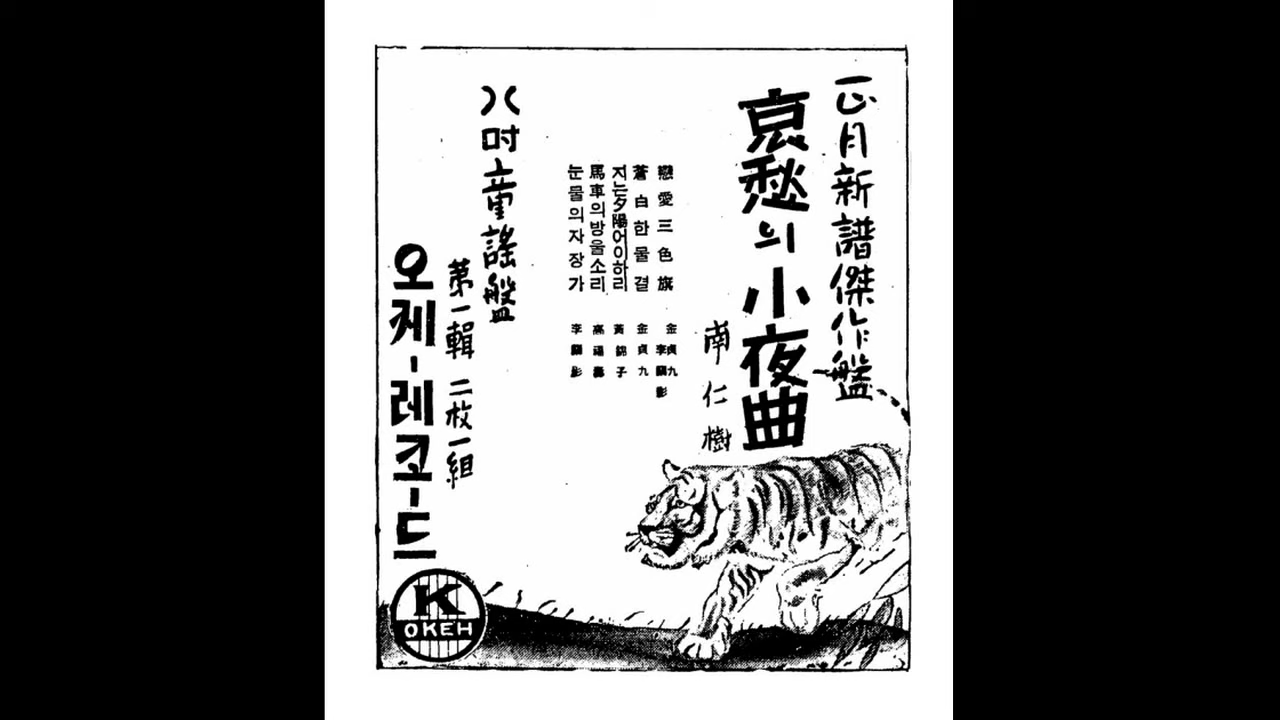 正月新譜傑作盤
哀愁의小夜曲
南仁樹
戀愛三色旗 金貞九 李蘭影
蒼白한물결 金貞九
지는夕陽어이하리 黃錦子
馬車의방울소리 高福壽
눈물의자장가 李蘭影
八吋童謠盤
第一輯 二枚一組
오케-레코-드
K
OKEH